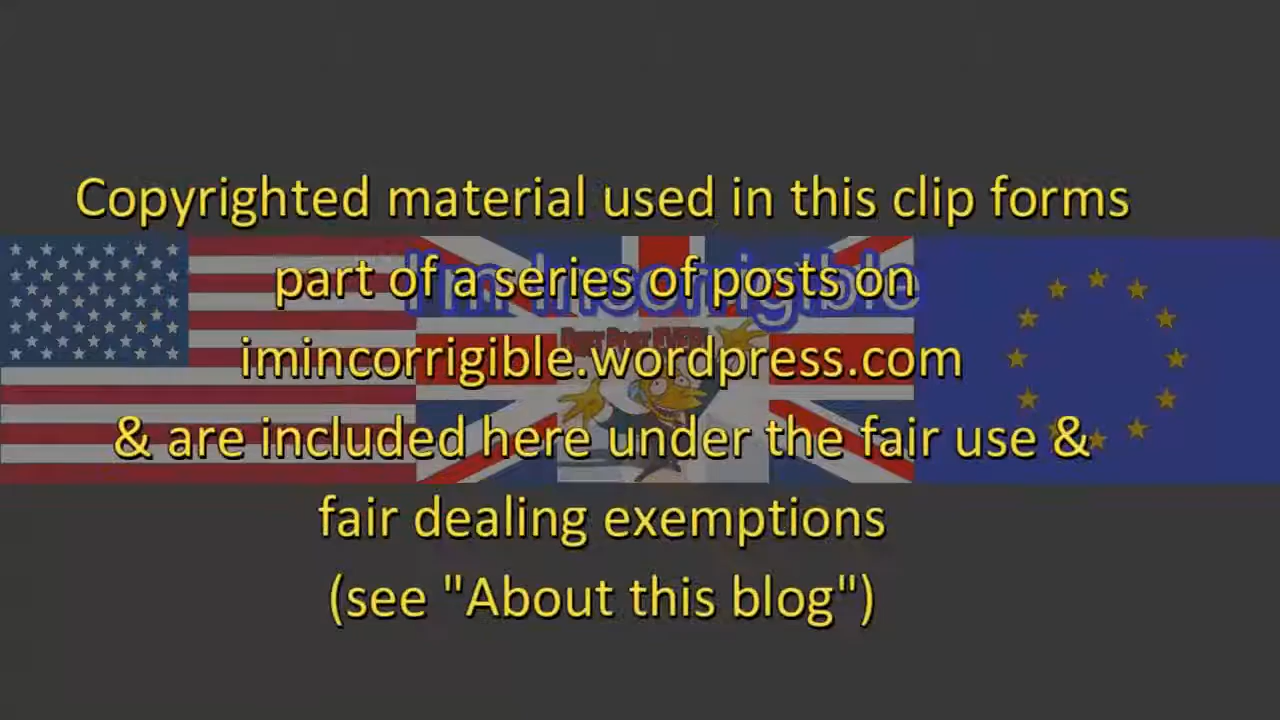 Copyrighted material used in this clip forms
part of a series of posts on
I'm Incorrigible
imincorrigible.wordpress.com
& are included here under the fair use &
fair dealing exemptions
(see "About this blog")